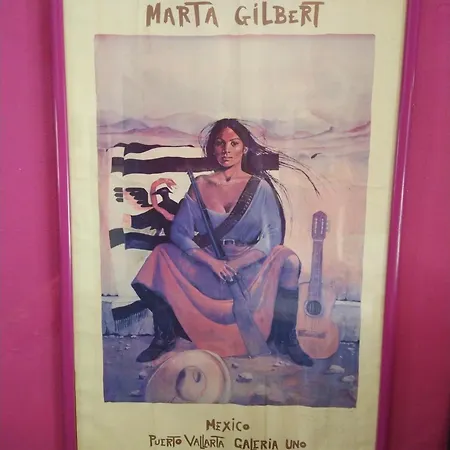 MARTA GILBERT
MEXICO
PUERTO VALLARTA GALERIA UNO